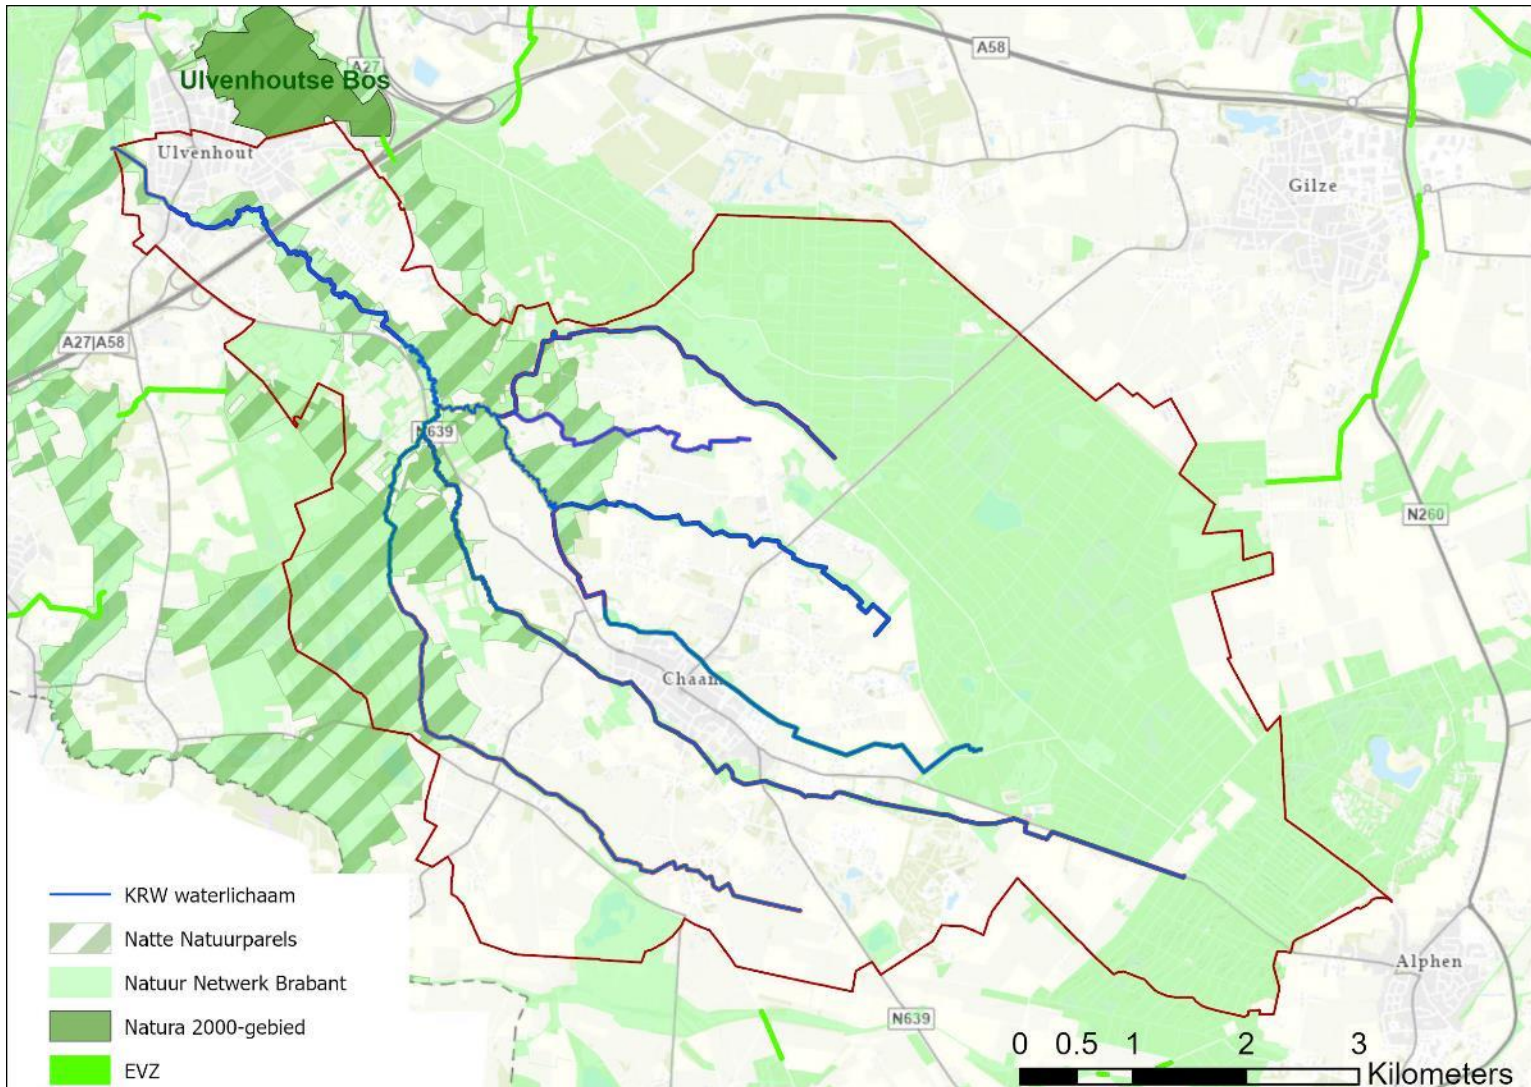 A58
A27
Ulvenhoutse Bos
Ulvenhout
Gilze
A27|A58
N639
N260
Chaam
KRW waterlichaam
Natte Natuurparels
Natuur Netwerk Brabant
Natura 2000-gebied
EVZ
Alphen
N639
0 0.5 1 2 3
Kilometers